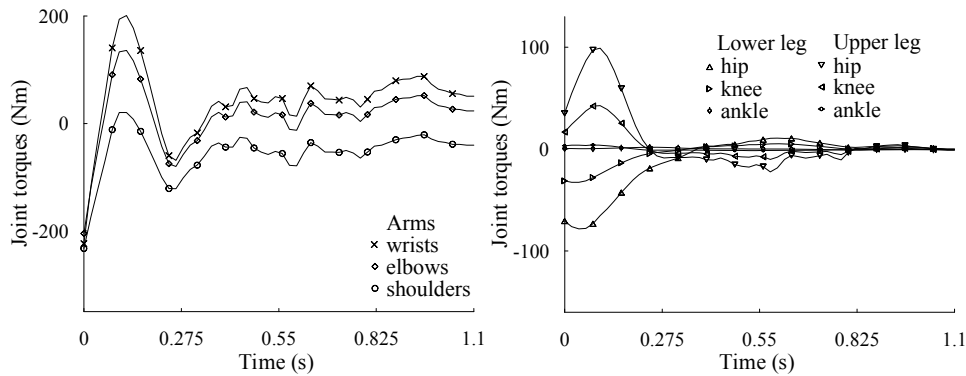 200
0
-200
Joint torques (Nm)
Arms
wrists
elbows
shoulders
0
0.275
0.55
0.825
1.1
Time (s)
100
0
-100
Joint torques (Nm)
Lower leg
hip
knee
ankle
Upper leg
hip
knee
ankle
0
0.275
0.55
0.825
1.1
Time (s)